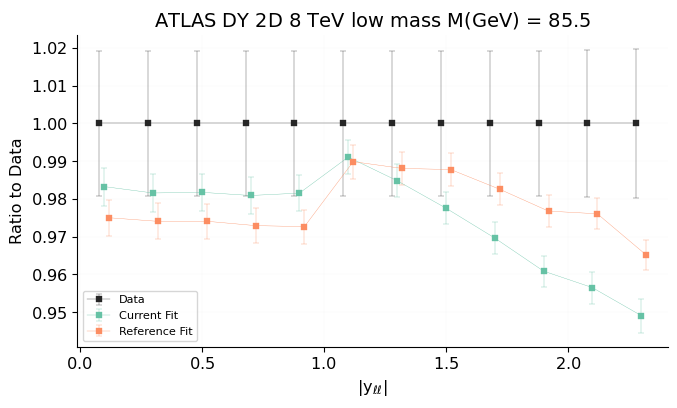 ATLAS DY 2D 8 TeV low mass M(GeV) = 85.5
Ratio to Data
1.02
1.01
1.00
0.99
0.98
0.97
0.96
0.95
Data
Current Fit
Reference Fit
0.0 0.5 1.0 1.5 2.0
|yℓℓ|